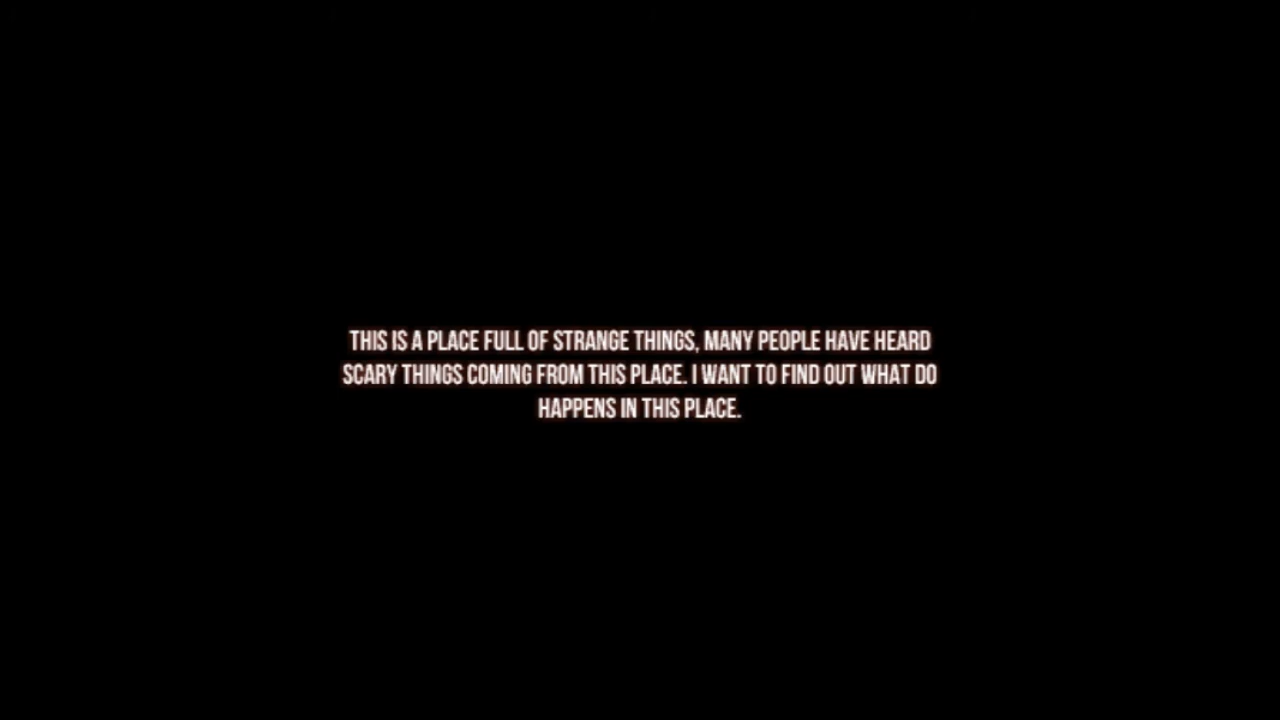 THIS IS A PLACE FULL OF STRANGE THINGS, MANY PEOPLE HAVE HEARD
SCARY THINGS COMING FROM THIS PLACE. I WANT TO FIND OUT WHAT DO
HAPPENS IN THIS PLACE.